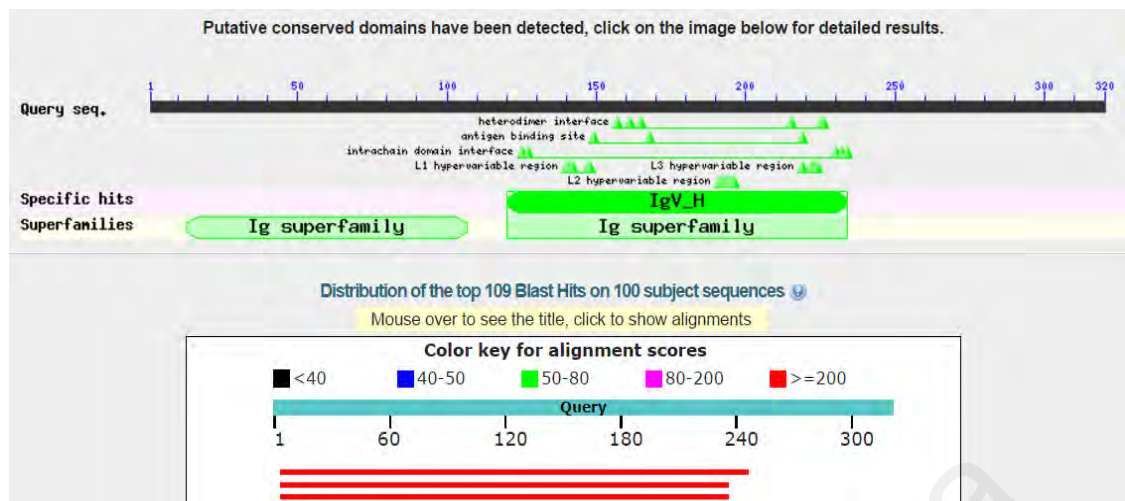 Putative conserved domains have been detected, click on the image below for detailed results.
1 50 100 150 200 250 300 320
Query seq.
heterodimer interface
antigen binding site
intrachain domain interface
L1 hypervariable region L3 hypervariable region
L2 hypervariable region
Specific hits IgV_H
Superfamilies Ig superfamily Ig superfamily
Distribution of the top 109 Blast Hits on 100 subject sequences
Mouse over to see the title, click to show alignments
Color key for alignment scores
<40 40-50 50-80 80-200 >=200
Query
1 60 120 180 240 300